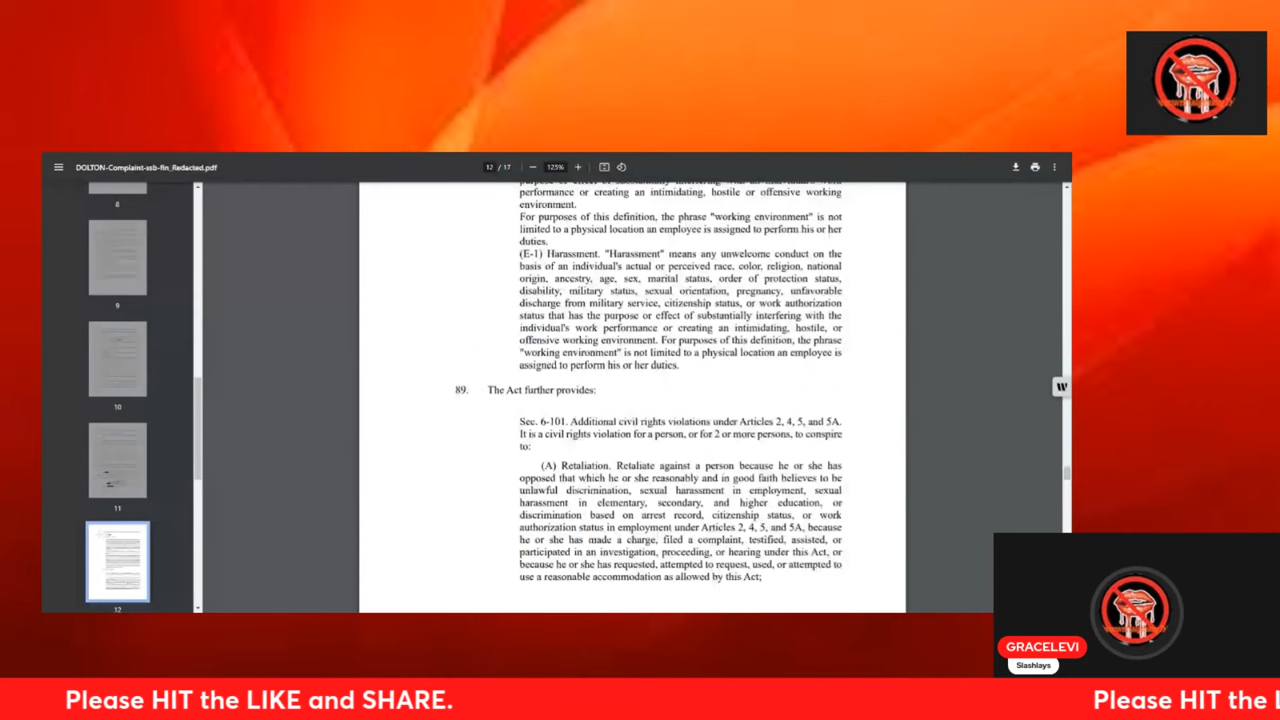 DOLTON-Complaint-ssb-fin_Redacted.pdf
12 / 17
125%
8
9
10
11
12
performance or creating an intimidating, hostile or offensive working
environment.
For purposes of this definition, the phrase "working environment" is not
limited to a physical location an employee is assigned to perform his or her
duties.
(E-1) Harassment. "Harassment" means any unwelcome conduct on the
basis of an individual's actual or perceived race, color, religion, national
origin, ancestry, age, sex, marital status, order of protection status,
disability, military status, sexual orientation, pregnancy, unfavorable
discharge from military service, citizenship status, or work authorization
status that has the purpose or effect of substantially interfering with the
individual's work performance or creating an intimidating, hostile, or
offensive working environment. For purposes of this definition, the phrase
"working environment" is not limited to a physical location an employee is
assigned to perform his or her duties.
89. The Act further provides:
Sec. 6-101. Additional civil rights violations under Articles 2, 4, 5, and 5A.
It is a civil rights violation for a person, or for 2 or more persons, to conspire
to:
(A) Retaliation. Retaliate against a person because he or she has
opposed that which he or she reasonably and in good faith believes to be
unlawful discrimination, sexual harassment in employment, sexual
harassment in elementary, secondary, and higher education, or
discrimination based on arrest record, citizenship status, or work
authorization status in employment under Articles 2, 4, 5, and 5A, because
he or she has made a charge, filed a complaint, testified, assisted, or
participated in an investigation, proceeding, or hearing under this Act, or
because he or she has requested, attempted to request, used, or attempted to
use a reasonable accommodation as allowed by this Act;
W
GRACELEVI
Slashlays
Please HIT the LIKE and SHARE.
Please HIT the L